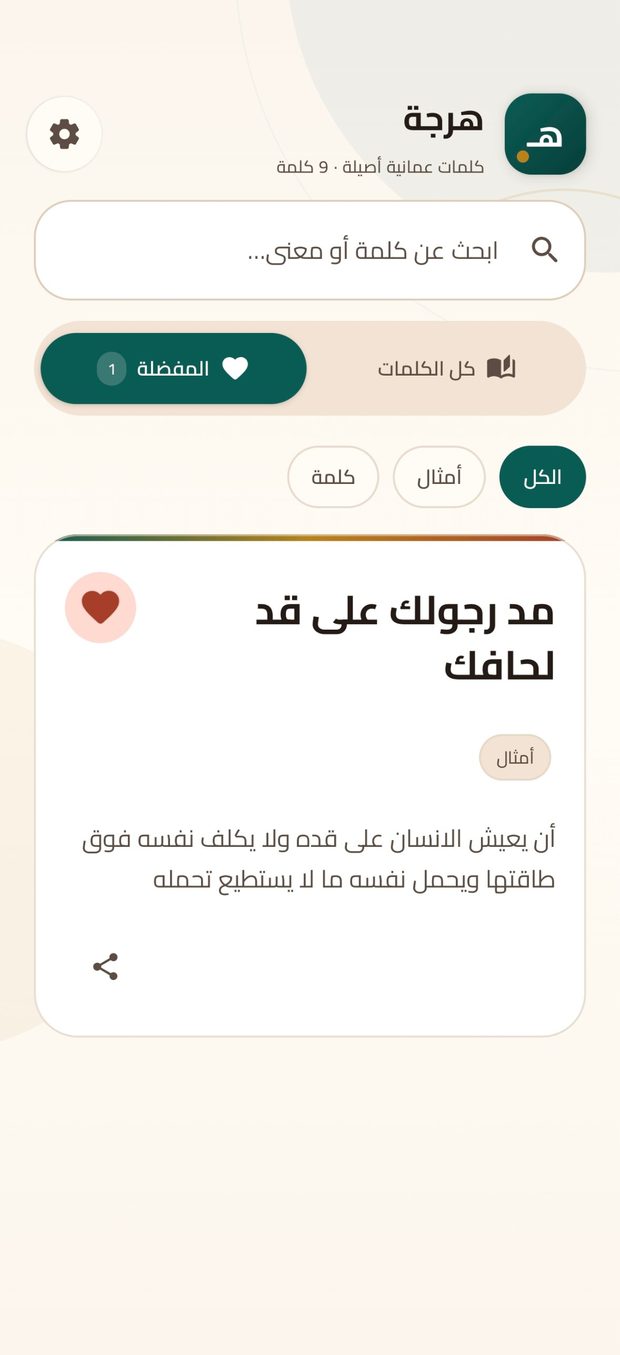 هـ
هرجة
كلمات عمانية أصيلة · 9 كلمة
ابحث عن كلمة أو معنى...
كل الكلمات
المفضلة 1
الكل
أمثال
كلمة
مد رجولك على قد
لحافك
أمثال
أن يعيش الانسان على قده ولا يكلف نفسه فوق
طاقتها ويحمل نفسه ما لا يستطيع تحمله